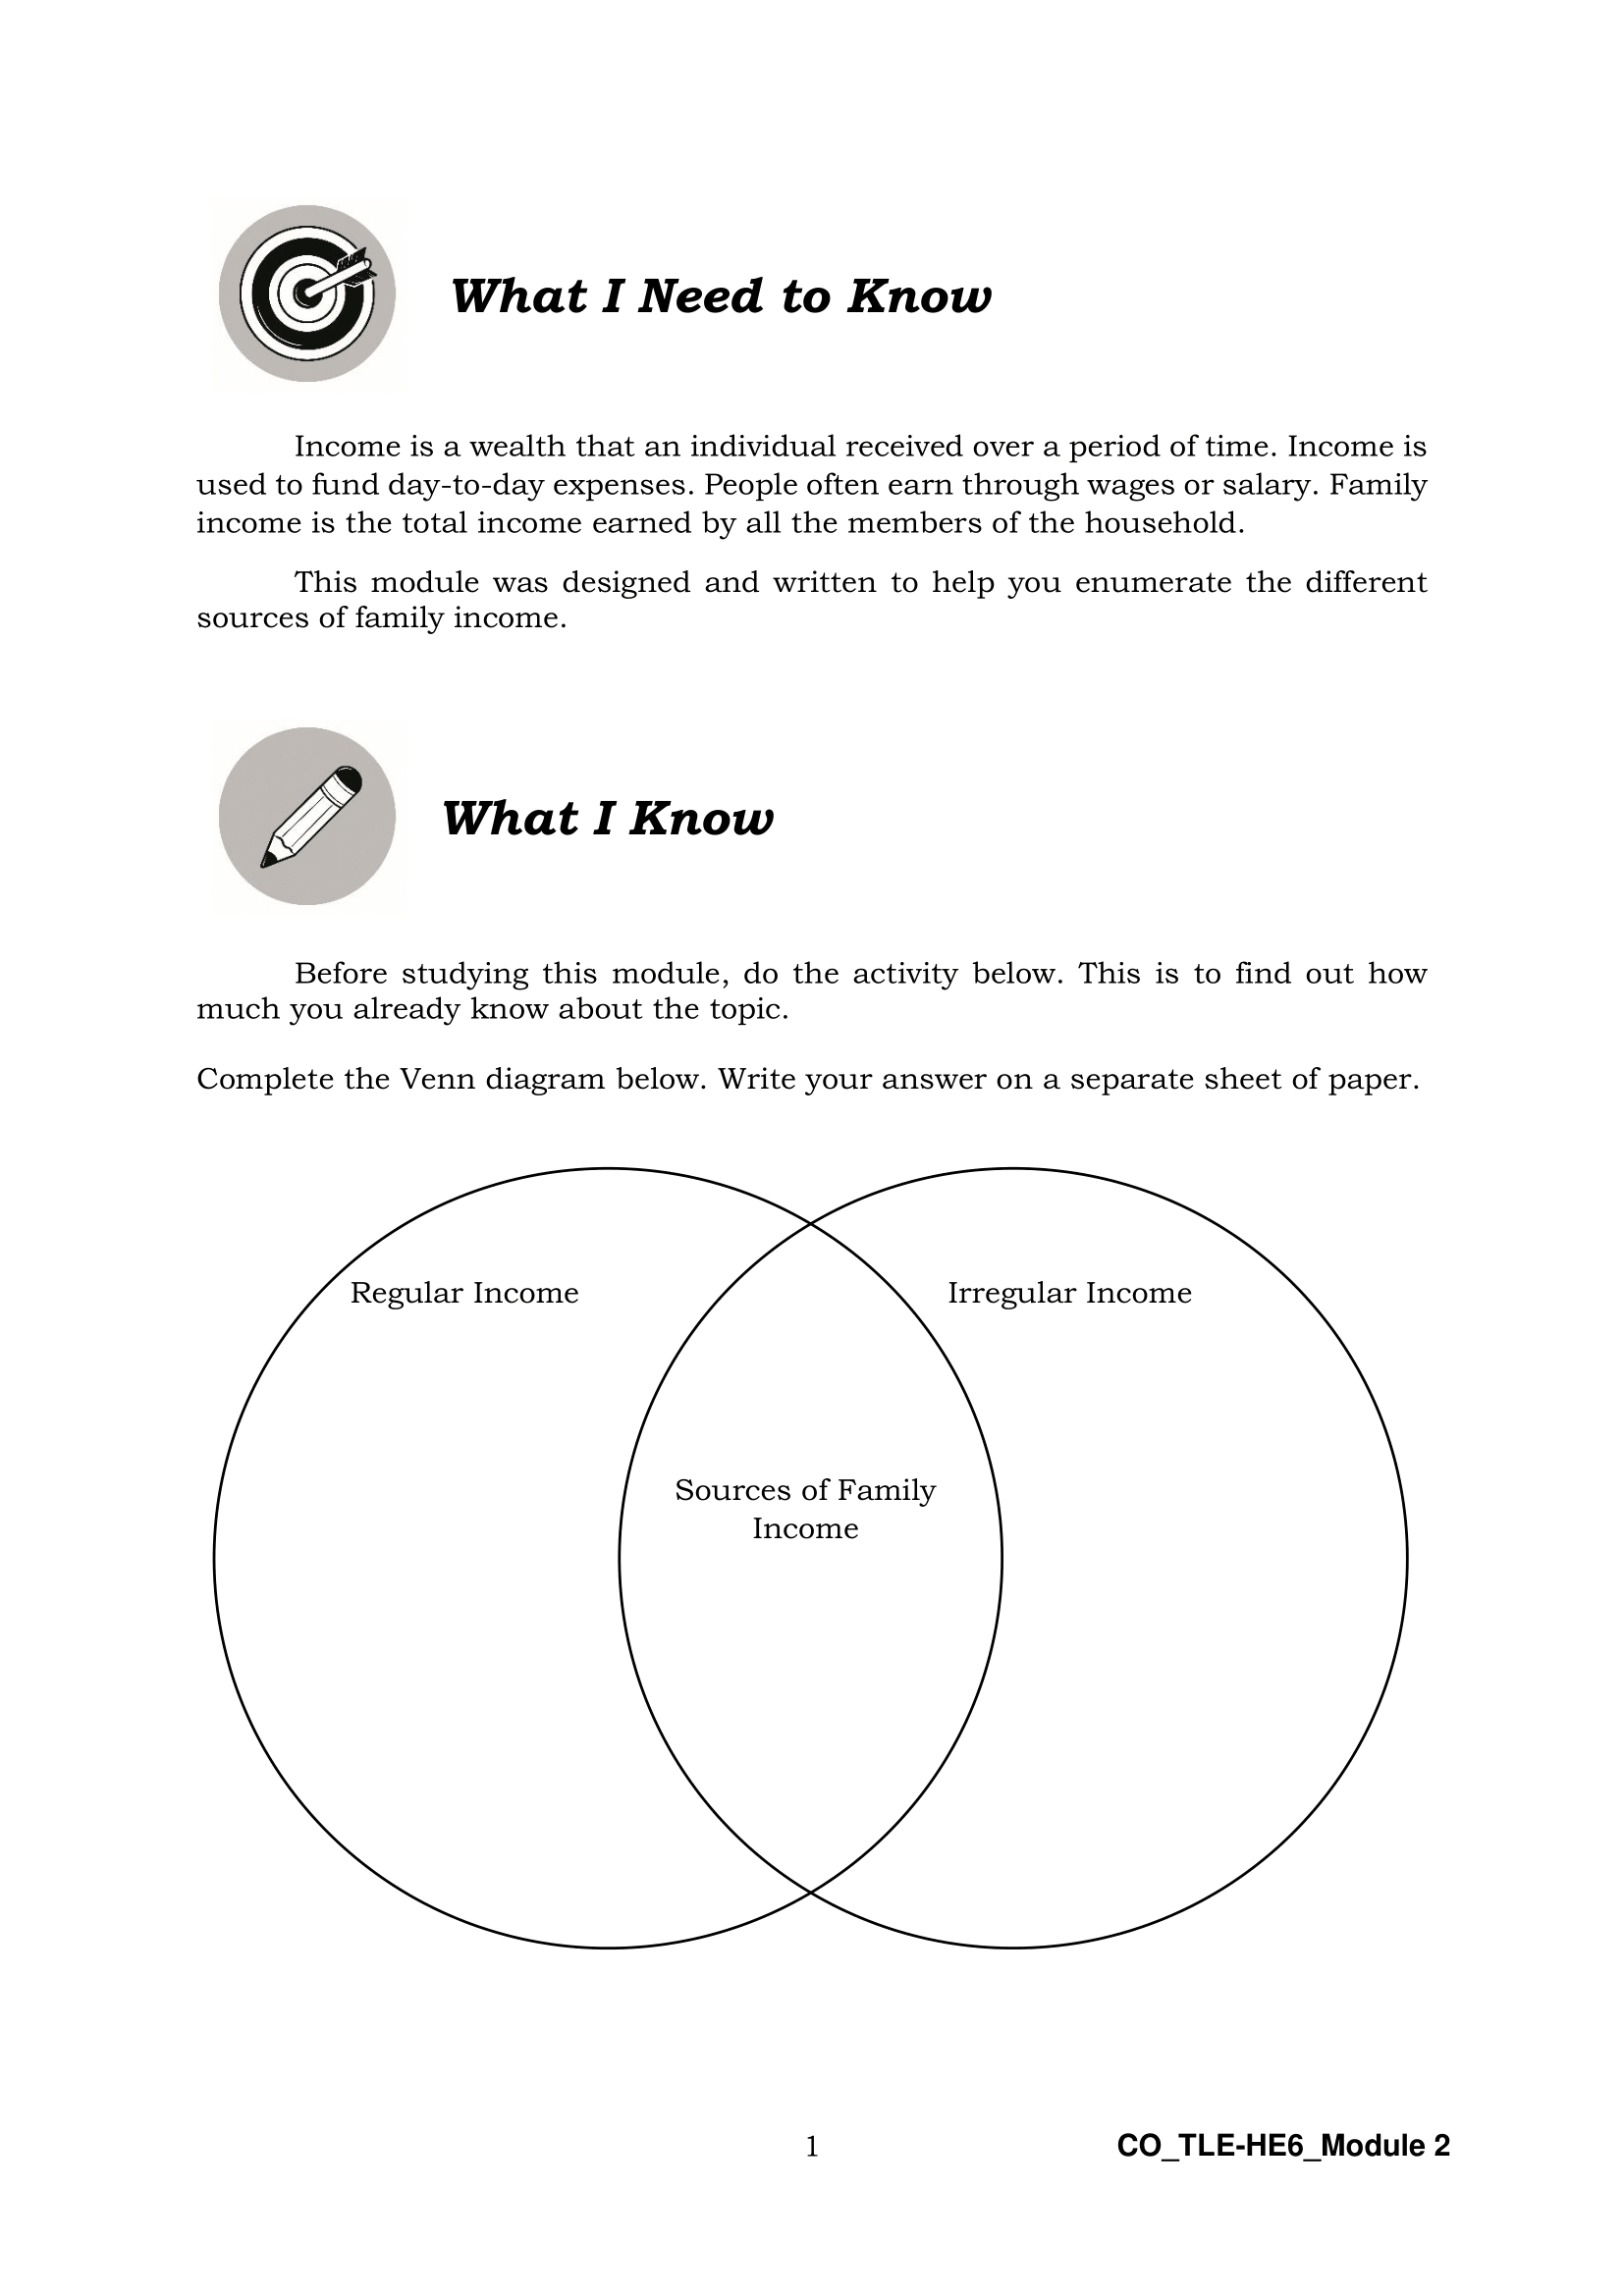 What I Need to Know
Income is a wealth that an individual received over a period of time. Income is
used to fund day-to-day expenses. People often earn through wages or salary. Family
income is the total income earned by all the members of the household.
This module was designed and written to help you enumerate the different
sources of family income.
What I Know
Before studying this module, do the activity below. This is to find out how
much you already know about the topic.
Complete the Venn diagram below. Write your answer on a separate sheet of paper.
Regular Income
Irregular Income
Sources of Family
Income
1
CO_TLE-HE6_Module 2